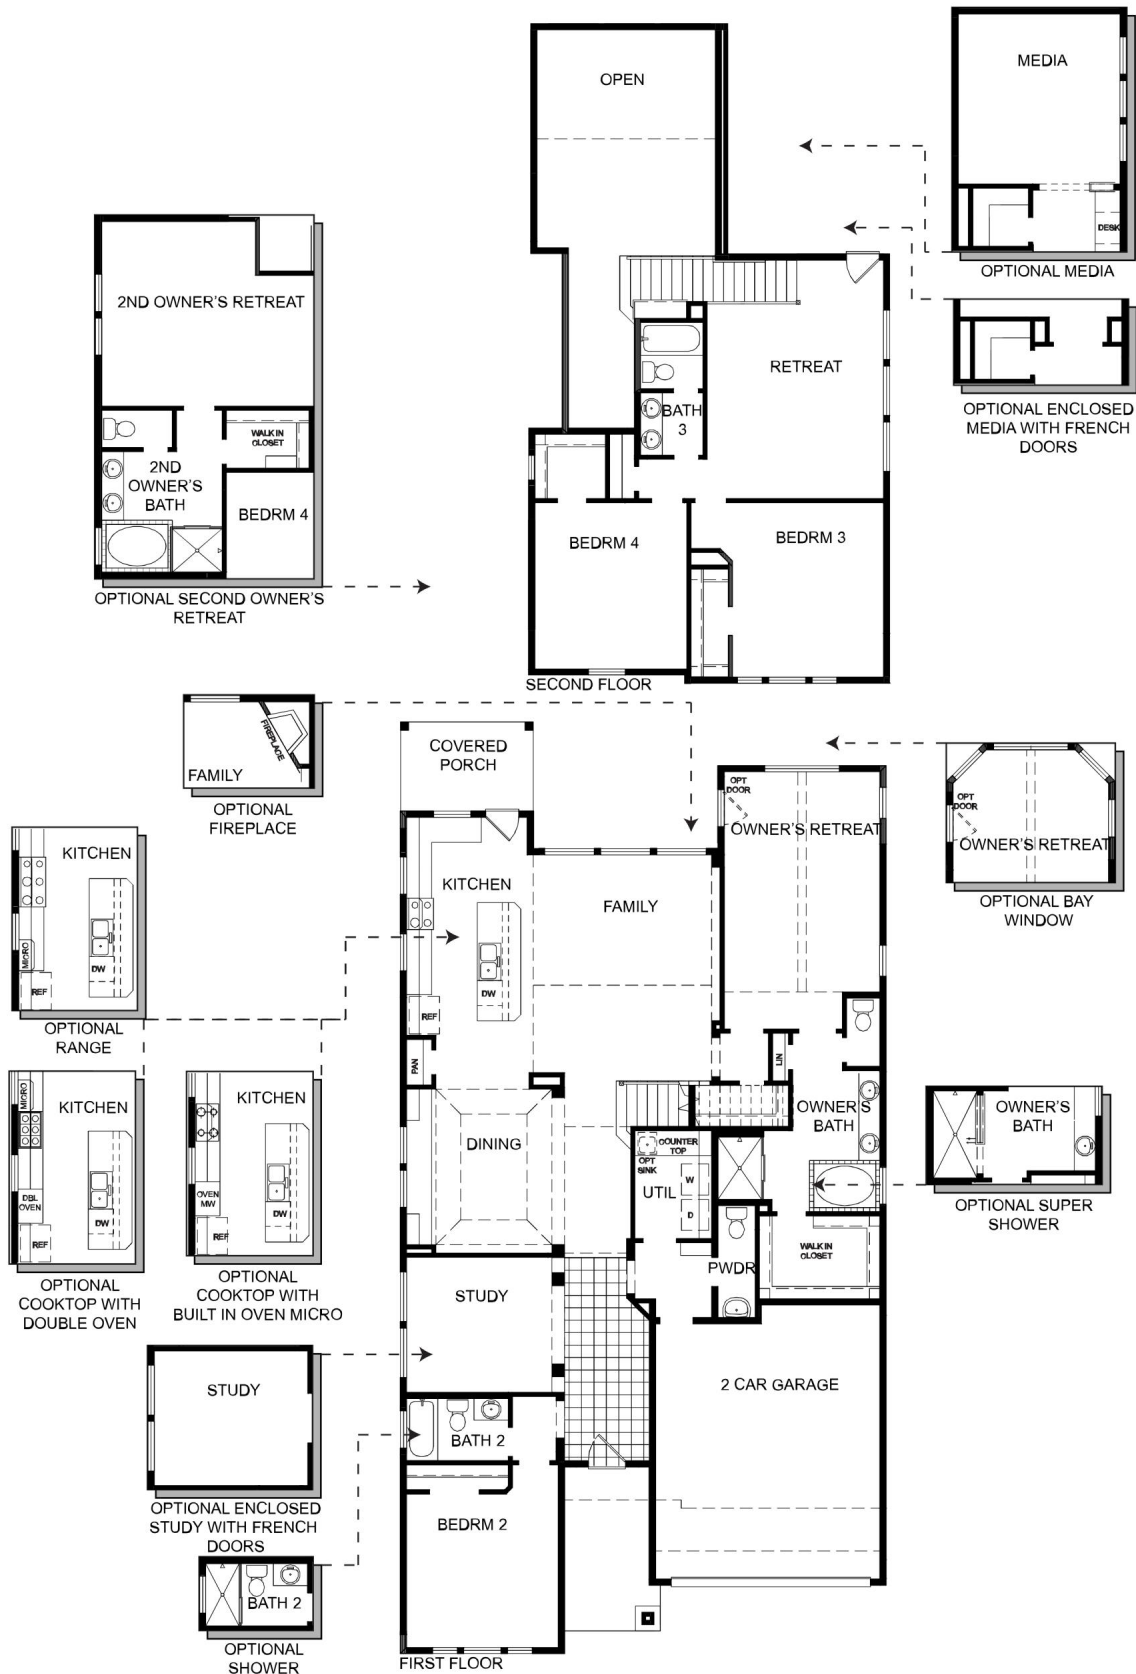 OPEN
MEDIA
DESK
OPTIONAL MEDIA
2ND OWNER'S RETREAT
WALK IN
CLOSET
2ND
OWNER'S
BATH
BEDRM 4
OPTIONAL SECOND OWNER'S
RETREAT
RETREAT
BATH
3
BEDRM 4
BEDRM 3
SECOND FLOOR
OPTIONAL ENCLOSED
MEDIA WITH FRENCH
DOORS
FIREPLACE
FAMILY
OPTIONAL
FIREPLACE
COVERED
PORCH
OPT
DOOR
OWNER'S RETREAT
OPT
DOOR
OWNER'S RETREAT
OPTIONAL BAY
WINDOW
KITCHEN
MICRO
DW
REF
OPTIONAL
RANGE
KITCHEN
DW
REF
PAN
FAMILY
LIN
OWNER'S
BATH
OWNER'S
BATH
OPTIONAL SUPER
SHOWER
MICRO
KITCHEN
DBL
OVEN
DW
REF
OPTIONAL
COOKTOP WITH
DOUBLE OVEN
KITCHEN
OVEN
MW
DW
REF
OPTIONAL
COOKTOP WITH
BUILT IN OVEN MICRO
DINING
COUNTER
TOP
OPT
SINK
UTIL
W
D
PWDR
WALK IN
CLOSET
STUDY
2 CAR GARAGE
STUDY
OPTIONAL ENCLOSED
STUDY WITH FRENCH
DOORS
BATH 2
BEDRM 2
BATH 2
OPTIONAL
SHOWER
FIRST FLOOR